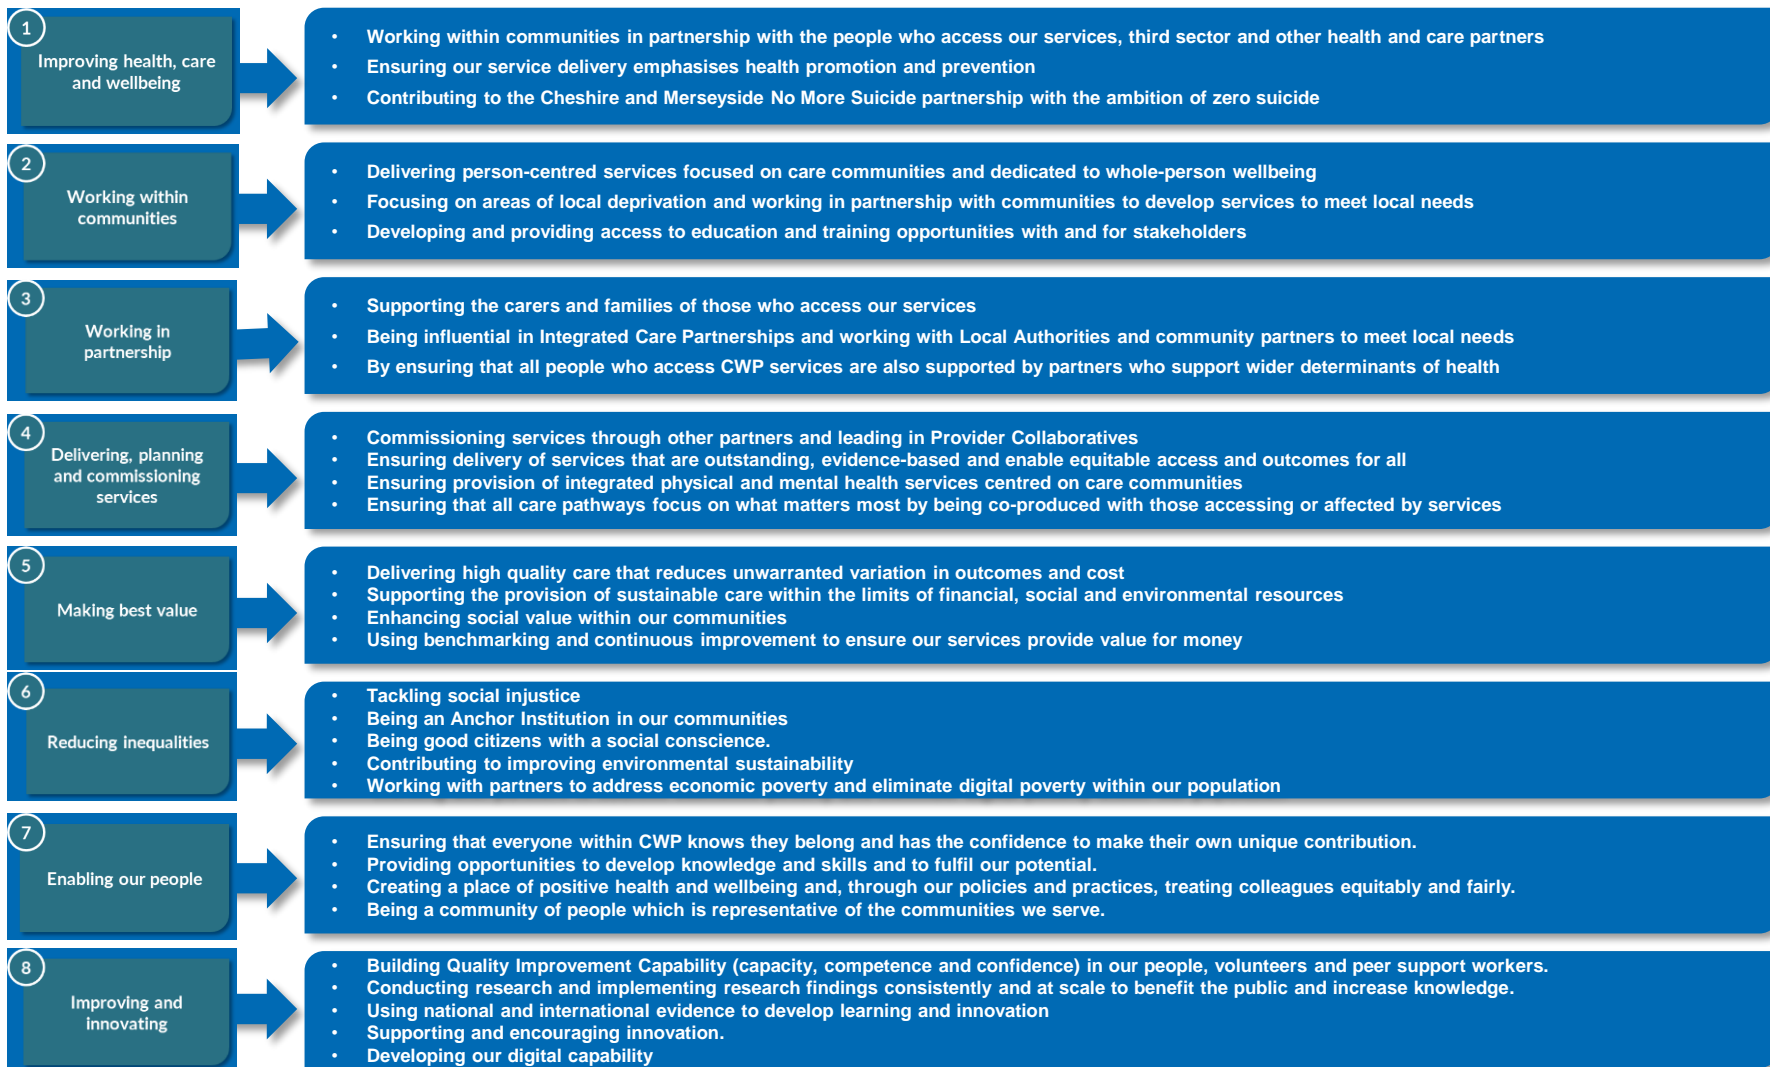 1
Improving health, care
and wellbeing
• Working within communities in partnership with the people who access our services, third sector and other health and care partners
• Ensuring our service delivery emphasises health promotion and prevention
• Contributing to the Cheshire and Merseyside No More Suicide partnership with the ambition of zero suicide
2
Working within
communities
• Delivering person-centred services focused on care communities and dedicated to whole-person wellbeing
• Focusing on areas of local deprivation and working in partnership with communities to develop services to meet local needs
• Developing and providing access to education and training opportunities with and for stakeholders
3
Working in
partnership
• Supporting the carers and families of those who access our services
• Being influential in Integrated Care Partnerships and working with Local Authorities and community partners to meet local needs
• By ensuring that all people who access CWP services are also supported by partners who support wider determinants of health
4
Delivering, planning
and commissioning
services
• Commissioning services through other partners and leading in Provider Collaboratives
• Ensuring delivery of services that are outstanding, evidence-based and enable equitable access and outcomes for all
• Ensuring provision of integrated physical and mental health services centred on care communities
• Ensuring that all care pathways focus on what matters most by being co-produced with those accessing or affected by services
5
Making best value
• Delivering high quality care that reduces unwarranted variation in outcomes and cost
• Supporting the provision of sustainable care within the limits of financial, social and environmental resources
• Enhancing social value within our communities
• Using benchmarking and continuous improvement to ensure our services provide value for money
6
Reducing inequalities
• Tackling social injustice
• Being an Anchor Institution in our communities
• Being good citizens with a social conscience.
• Contributing to improving environmental sustainability
• Working with partners to address economic poverty and eliminate digital poverty within our population
7
Enabling our people
• Ensuring that everyone within CWP knows they belong and has the confidence to make their own unique contribution.
• Providing opportunities to develop knowledge and skills and to fulfil our potential.
• Creating a place of positive health and wellbeing and, through our policies and practices, treating colleagues equitably and fairly.
• Being a community of people which is representative of the communities we serve.
8
Improving and
innovating
• Building Quality Improvement Capability (capacity, competence and confidence) in our people, volunteers and peer support workers.
• Conducting research and implementing research findings consistently and at scale to benefit the public and increase knowledge.
• Using national and international evidence to develop learning and innovation
• Supporting and encouraging innovation.
• Developing our digital capability